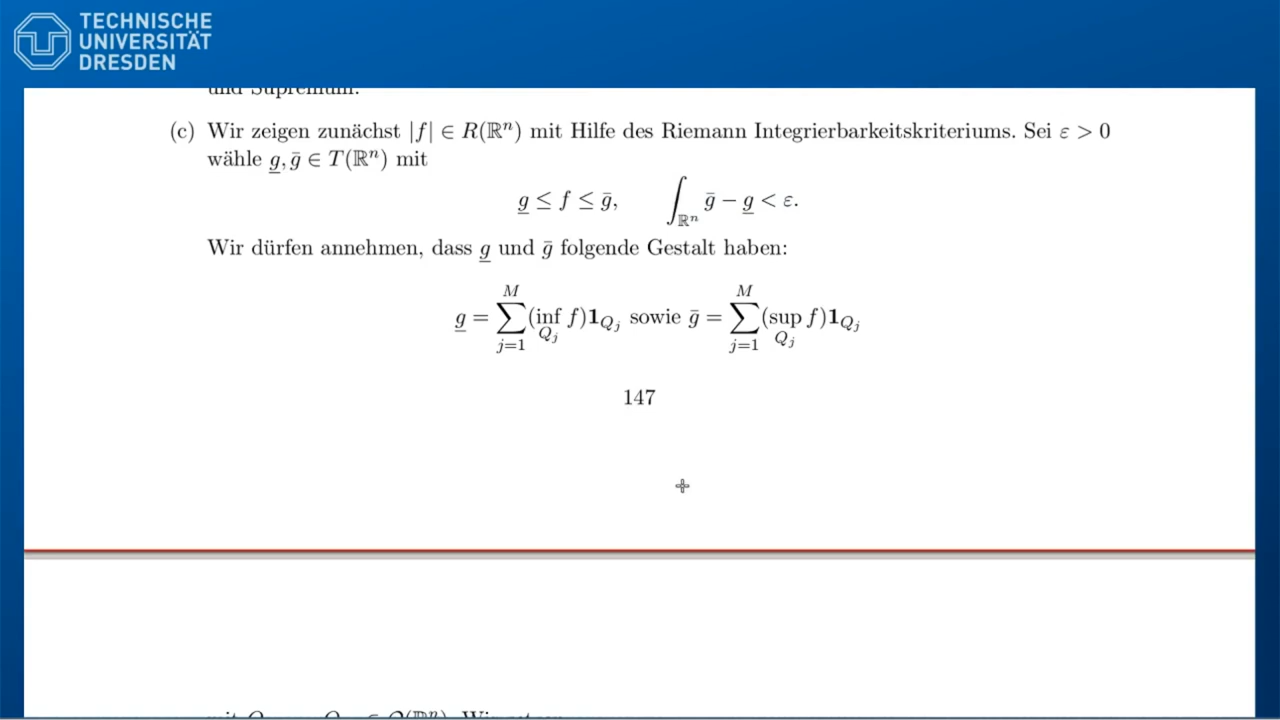 TECHNISCHE
UNIVERSITÄT
DRESDEN
und Supremum.
(c) Wir zeigen zunächst |f| ∈ R(ℝⁿ) mit Hilfe des Riemann Integrierbarkeitskriteriums. Sei ε > 0
wähle g̲, ḡ ∈ T(ℝⁿ) mit
g̲ ≤ f ≤ ḡ, ∫_{ℝⁿ} ḡ − g̲ < ε.
Wir dürfen annehmen, dass g̲ und ḡ folgende Gestalt haben:
g̲ = ∑_{j=1}^{M} (inf_{Q_j} f) 𝟏_{Q_j} sowie ḡ = ∑_{j=1}^{M} (sup_{Q_j} f) 𝟏_{Q_j}
147